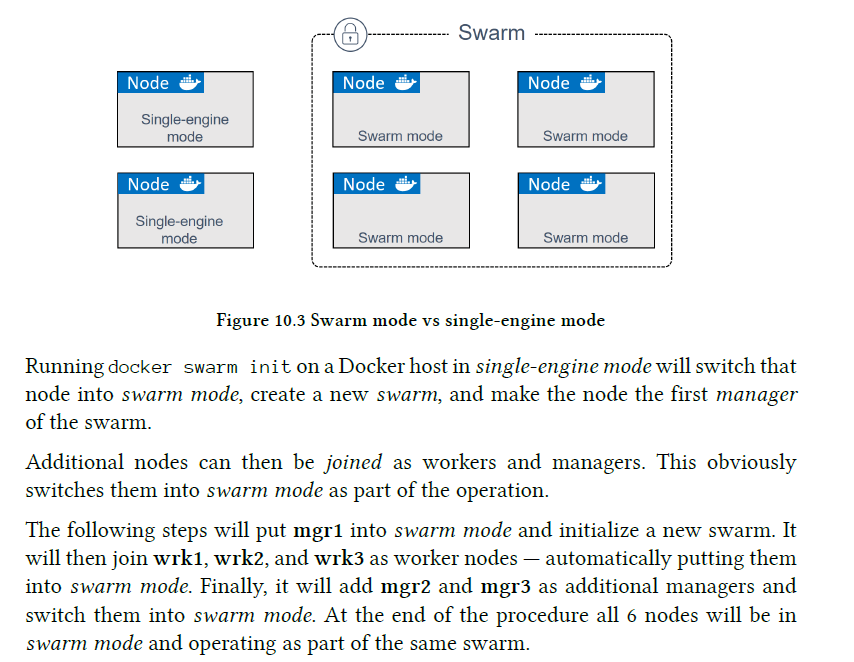 Swarm
Node
Node
Node
Single-engine
mode
Swarm mode
Swarm mode
Node
Node
Node
Single-engine
mode
Swarm mode
Swarm mode
Figure 10.3 Swarm mode vs single-engine mode
Running docker swarm init on a Docker host in single-engine mode will switch that
node into swarm mode, create a new swarm, and make the node the first manager
of the swarm.
Additional nodes can then be joined as workers and managers. This obviously
switches them into swarm mode as part of the operation.
The following steps will put mgr1 into swarm mode and initialize a new swarm. It
will then join wrk1, wrk2, and wrk3 as worker nodes — automatically putting them
into swarm mode. Finally, it will add mgr2 and mgr3 as additional managers and
switch them into swarm mode. At the end of the procedure all 6 nodes will be in
swarm mode and operating as part of the same swarm.